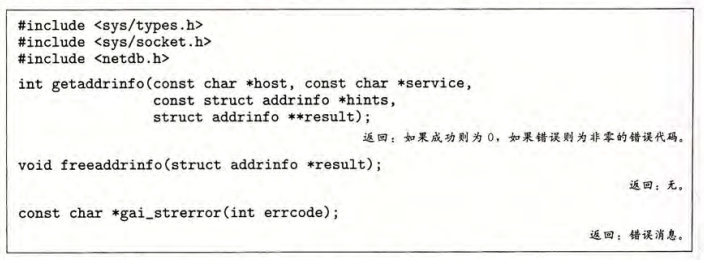 #include <sys/types.h>
#include <sys/socket.h>
#include <netdb.h>
int getaddrinfo(const char *host, const char *service,
const struct addrinfo *hints,
struct addrinfo **result);
返回：如果成功则为 0，如果错误则为非零的错误代码。
void freeaddrinfo(struct addrinfo *result);
返回：无。
const char *gai_strerror(int errcode);
返回：错误消息。